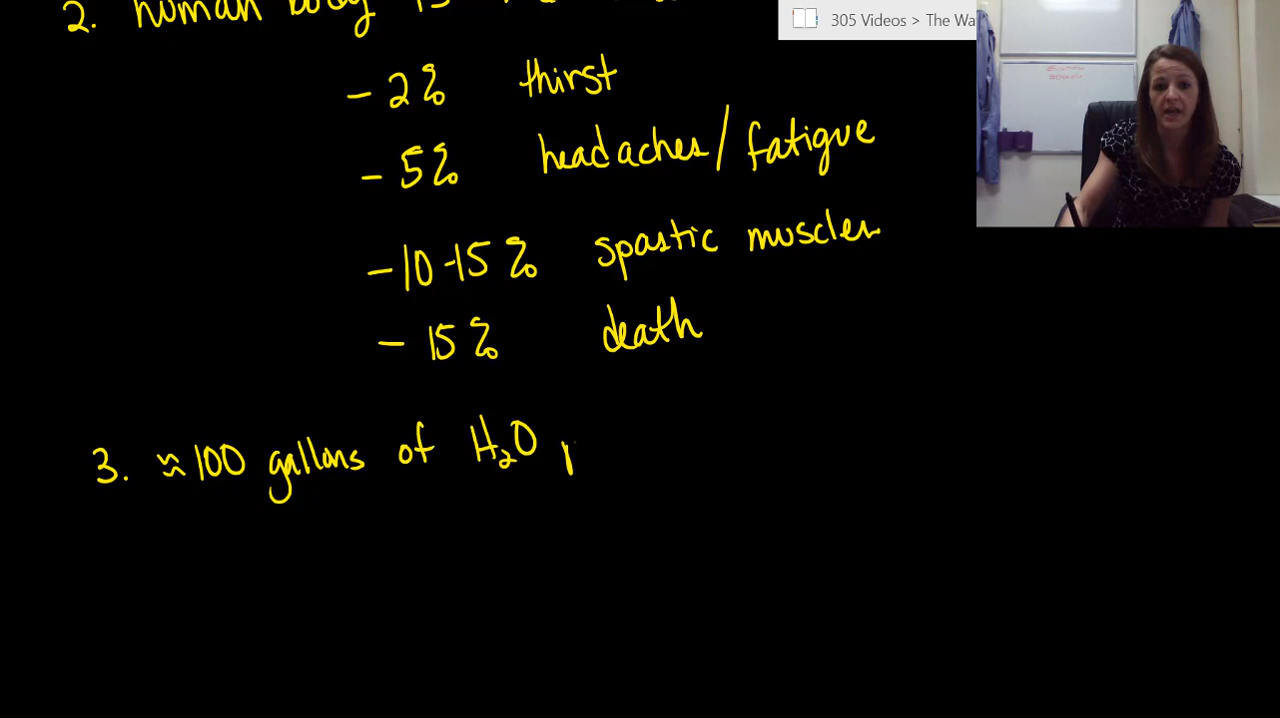 2. human body is
305 Videos > The Wa
- 2% thirst
- 5% headaches/fatigue
- 10-15% spastic muscles
- 15% death
3. ≈ 100 gallons of H₂O